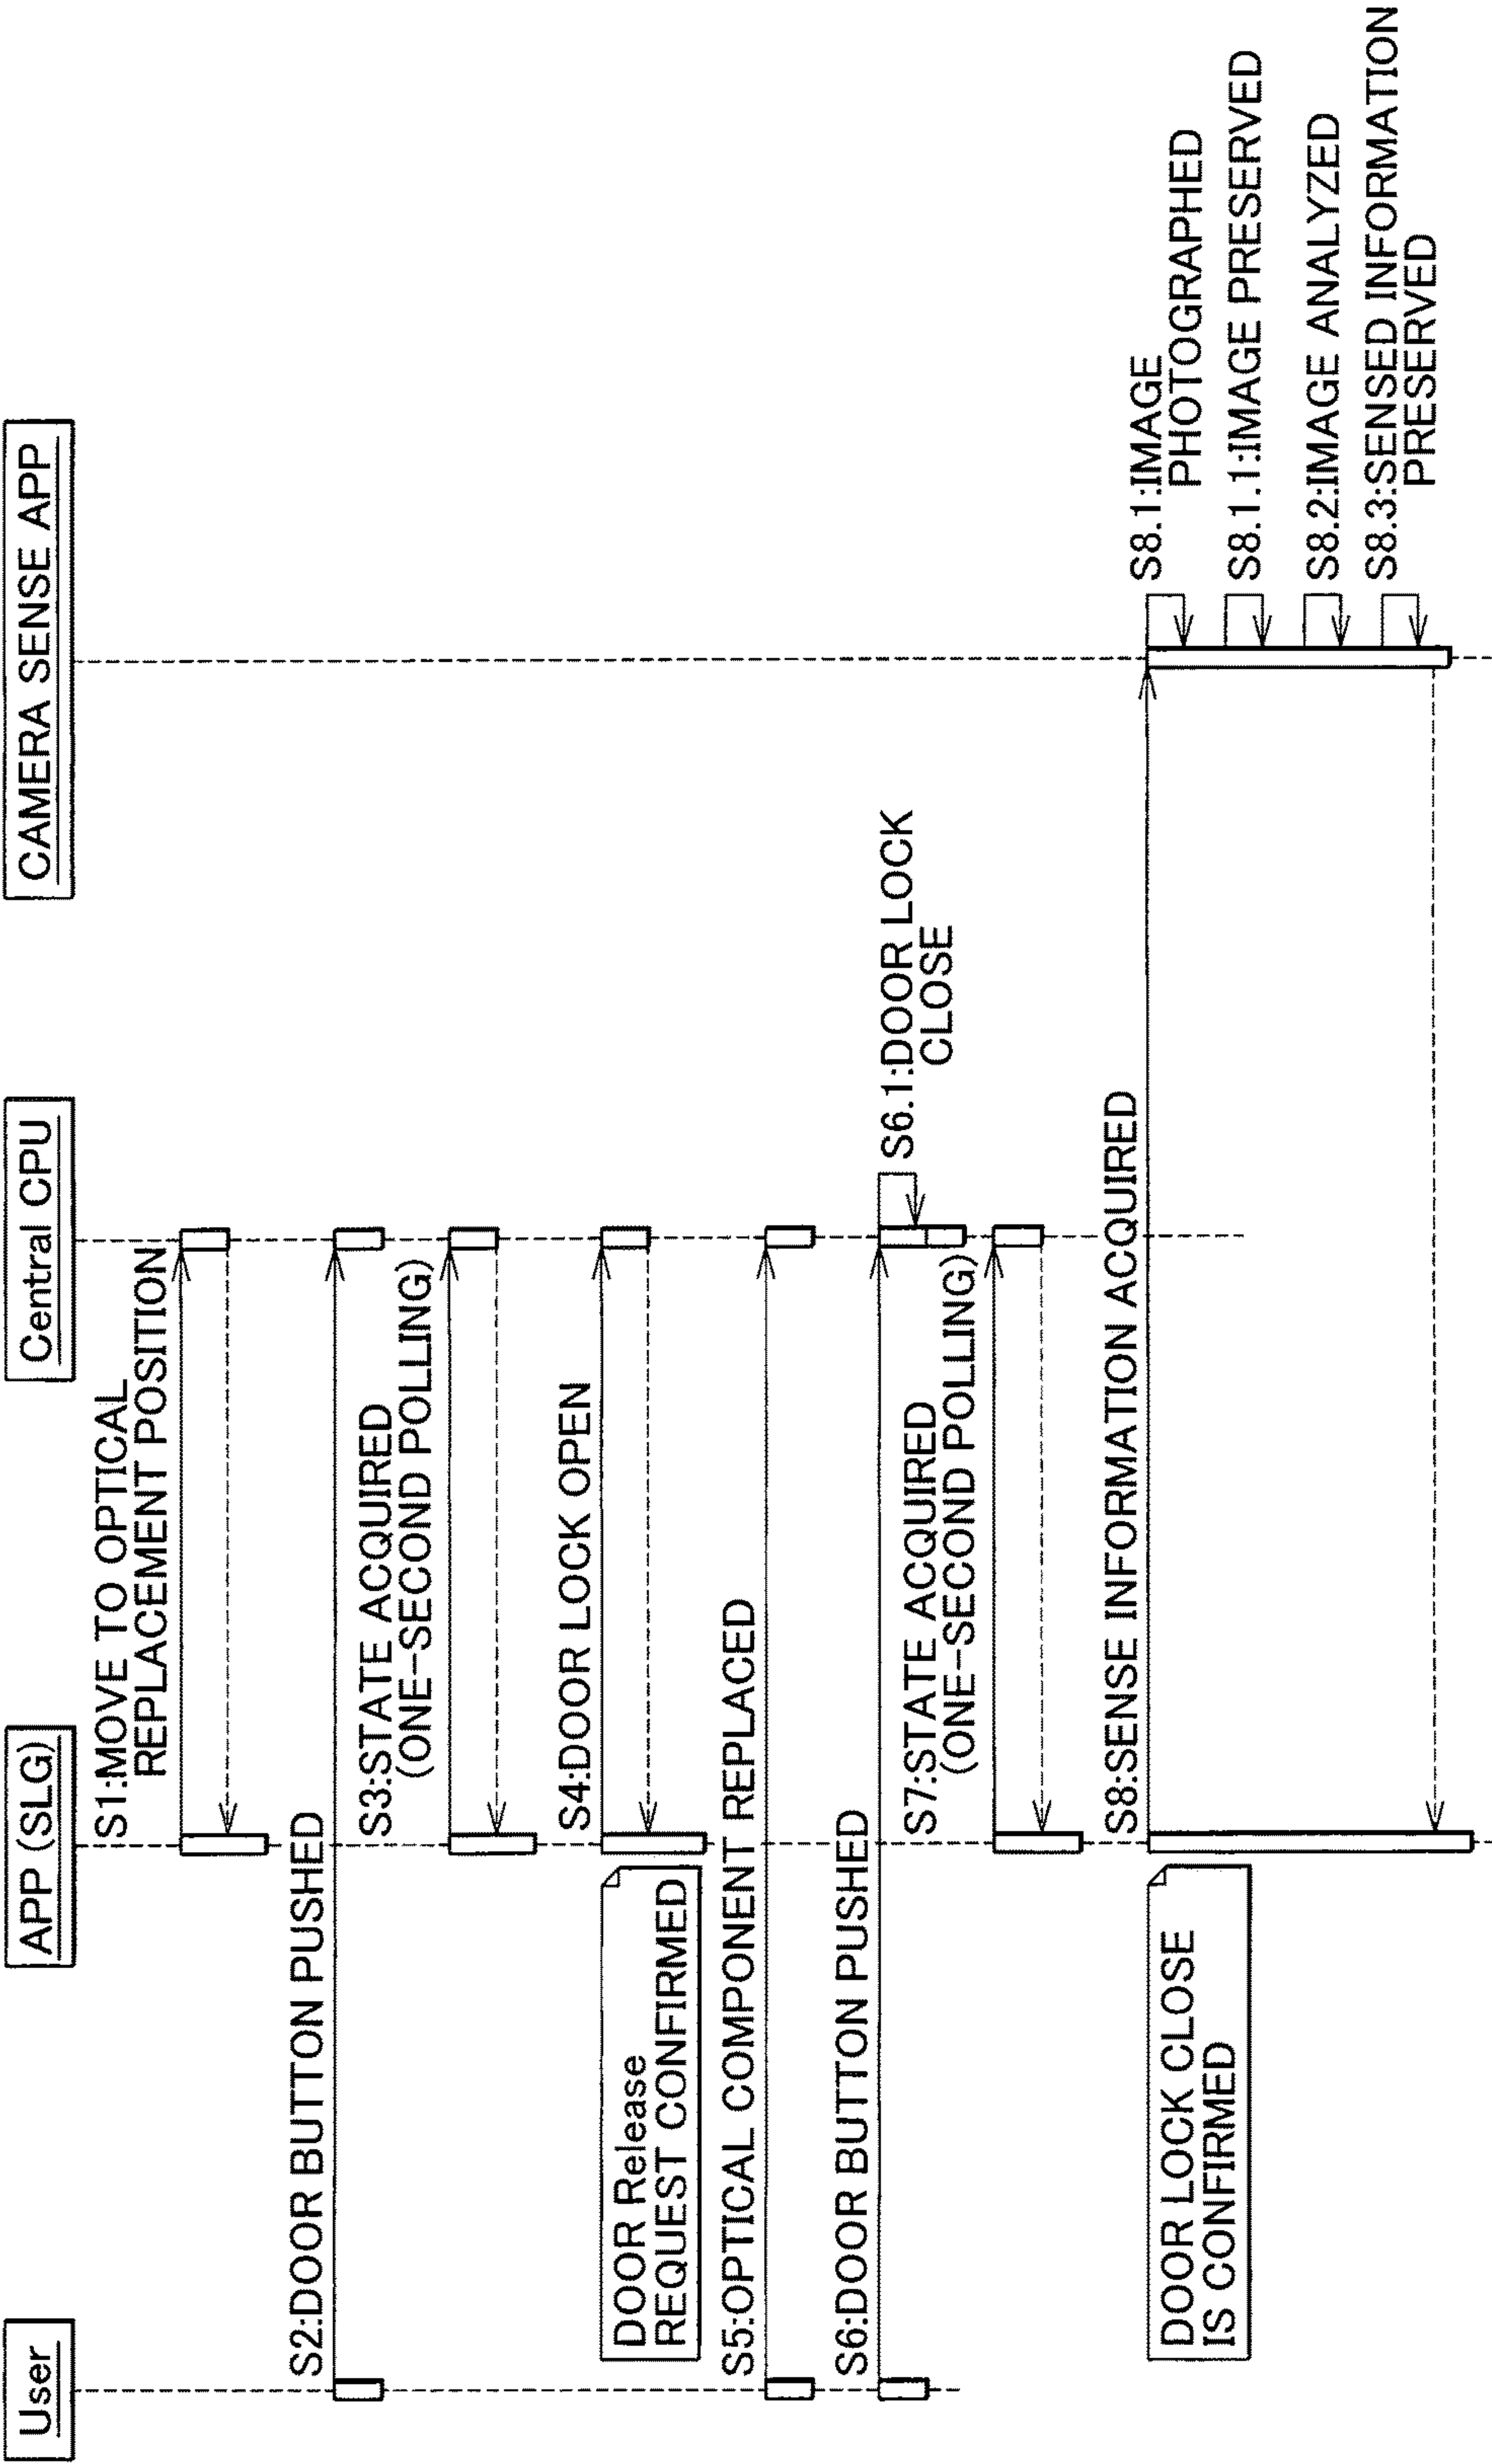 User
APP (SLG)
Central CPU
CAMERA SENSE APP
S1:MOVE TO OPTICAL
REPLACEMENT POSITION
S2:DOOR BUTTON PUSHED
S3:STATE ACQUIRED
(ONE-SECOND POLLING)
S4:DOOR LOCK OPEN
DOOR Release
REQUEST CONFIRMED
S5:OPTICAL COMPONENT REPLACED
S6:DOOR BUTTON PUSHED
S6.1:DOOR LOCK
CLOSE
S7:STATE ACQUIRED
(ONE-SECOND POLLING)
S8:SENSE INFORMATION ACQUIRED
DOOR LOCK CLOSE
IS CONFIRMED
S8.1:IMAGE
PHOTOGRAPHED
S8.1.1:IMAGE PRESERVED
S8.2:IMAGE ANALYZED
S8.3:SENSED INFORMATION
PRESERVED